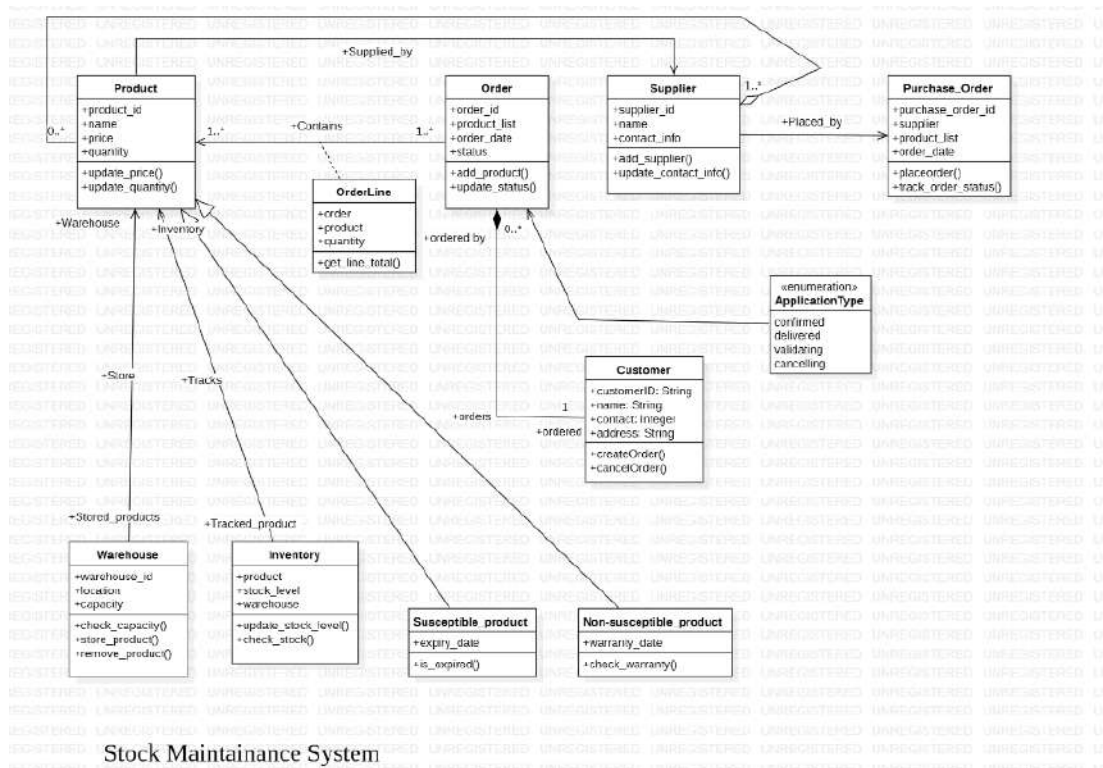 +Supplied_by
Product
+product_id
+name
+price
+quantity
+update_price()
+update_quantity()
0..*
1..*
+Contains
1..*
Order
+order_id
+product_list
+order_date
+status
+add_product()
+update_status()
Supplier
+supplier_id
+name
+contact_info
+add_supplier()
+update_contact_info()
1..*
+Placed_by
Purchase_Order
+purchase_order_id
+supplier
+product_list
+order_date
+placeorder()
+track_order_status()
OrderLine
+order
+product
+quantity
+get_line_total()
+Warehouse
+Inventory
+ordered by
0..*
«enumeration»
ApplicationType
confirmed
delivered
validating
cancelling
+Store
+Tracks
Customer
+customerID: String
+name: String
+contact: Integer
+address: String
+createOrder()
+cancelOrder()
+orders
1
+ordered
+Stored_products
+Tracked_product
Warehouse
+warehouse_id
+location
+capacity
+check_capacity()
+store_product()
+remove_product()
Inventory
+product
+stock_level
+warehouse
+update_stock_level()
+check_stock()
Susceptible_product
+expiry_date
+is_expired()
Non-susceptible_product
+warranty_date
+check_warranty()
Stock Maintainance System
UNREGISTERED